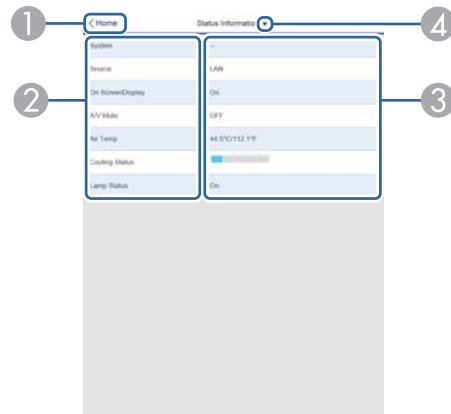 1
Home
Status Informatio
4
System
--
Source
LAN
2
On ScreenDisplay
On
3
A/V Mute
OFF
Air Temp
44.5°C/112.1°F
Cooling Status
Lamp Status
On